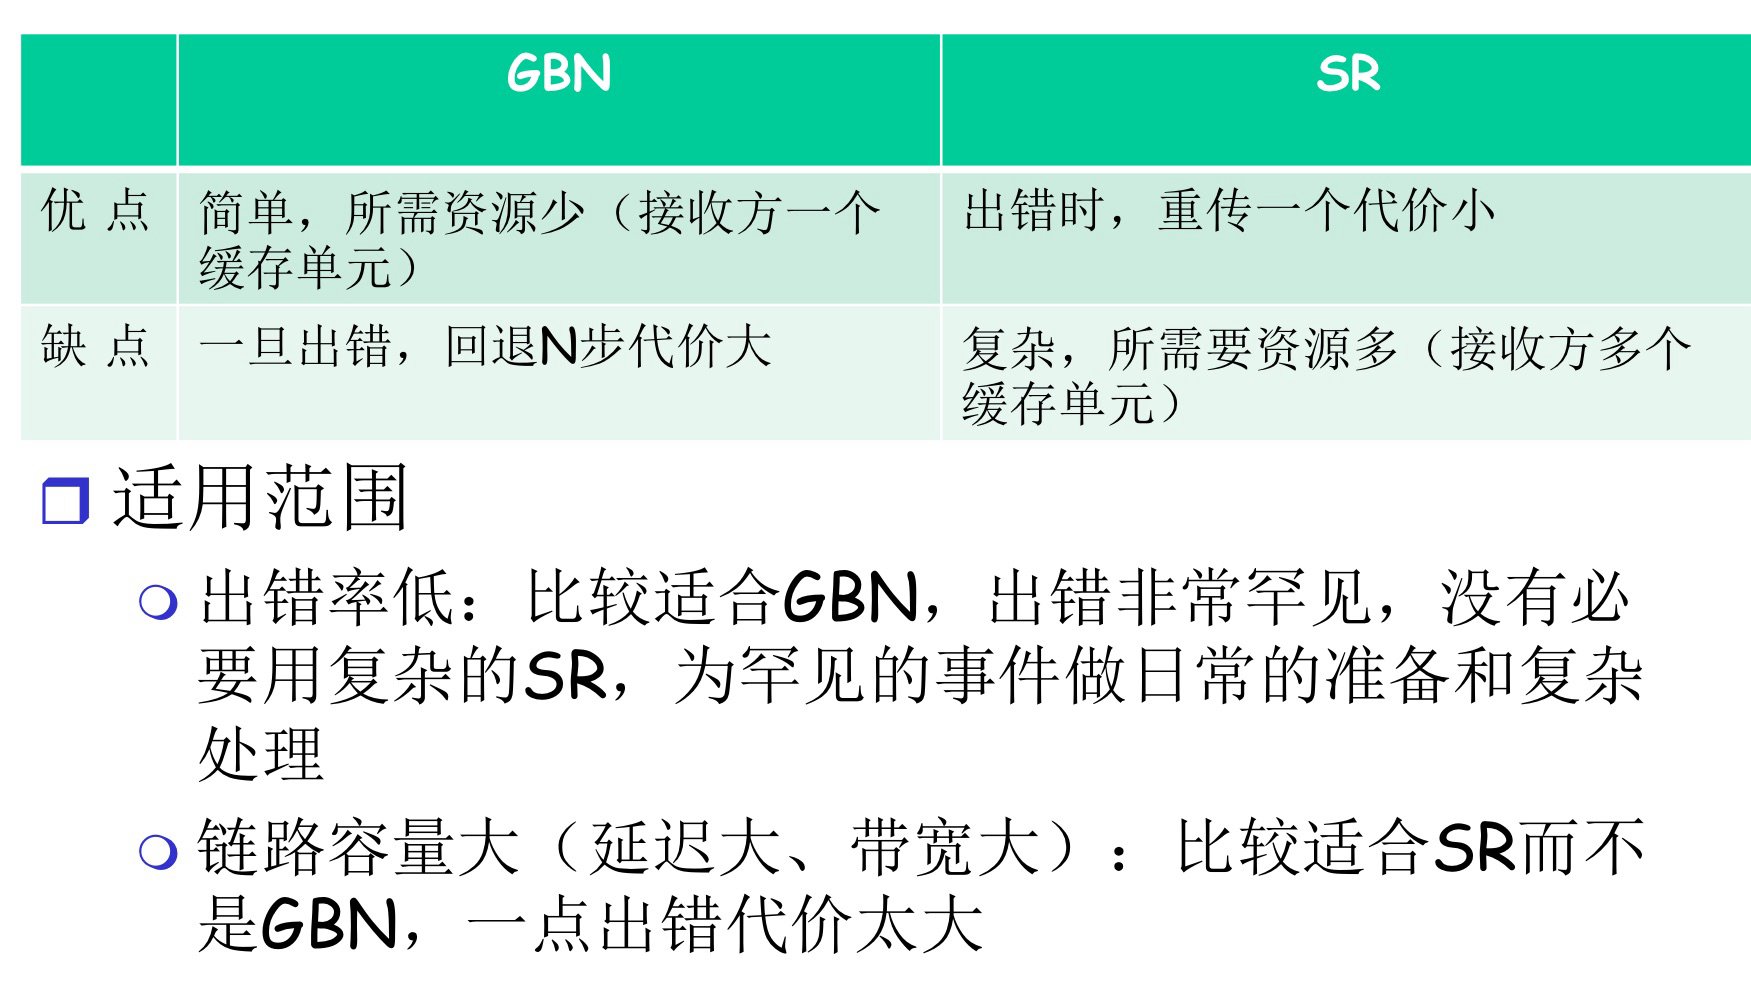 GBN
SR
优 点
简单，所需资源少（接收方一个
缓存单元）
出错时，重传一个代价小
缺 点
一旦出错，回退N步代价大
复杂，所需要资源多（接收方多个
缓存单元）
适用范围
出错率低：比较适合GBN，出错非常罕见，没有必
要用复杂的SR，为罕见的事件做日常的准备和复杂
处理
链路容量大（延迟大、带宽大）：比较适合SR而不
是GBN，一点出错代价太大